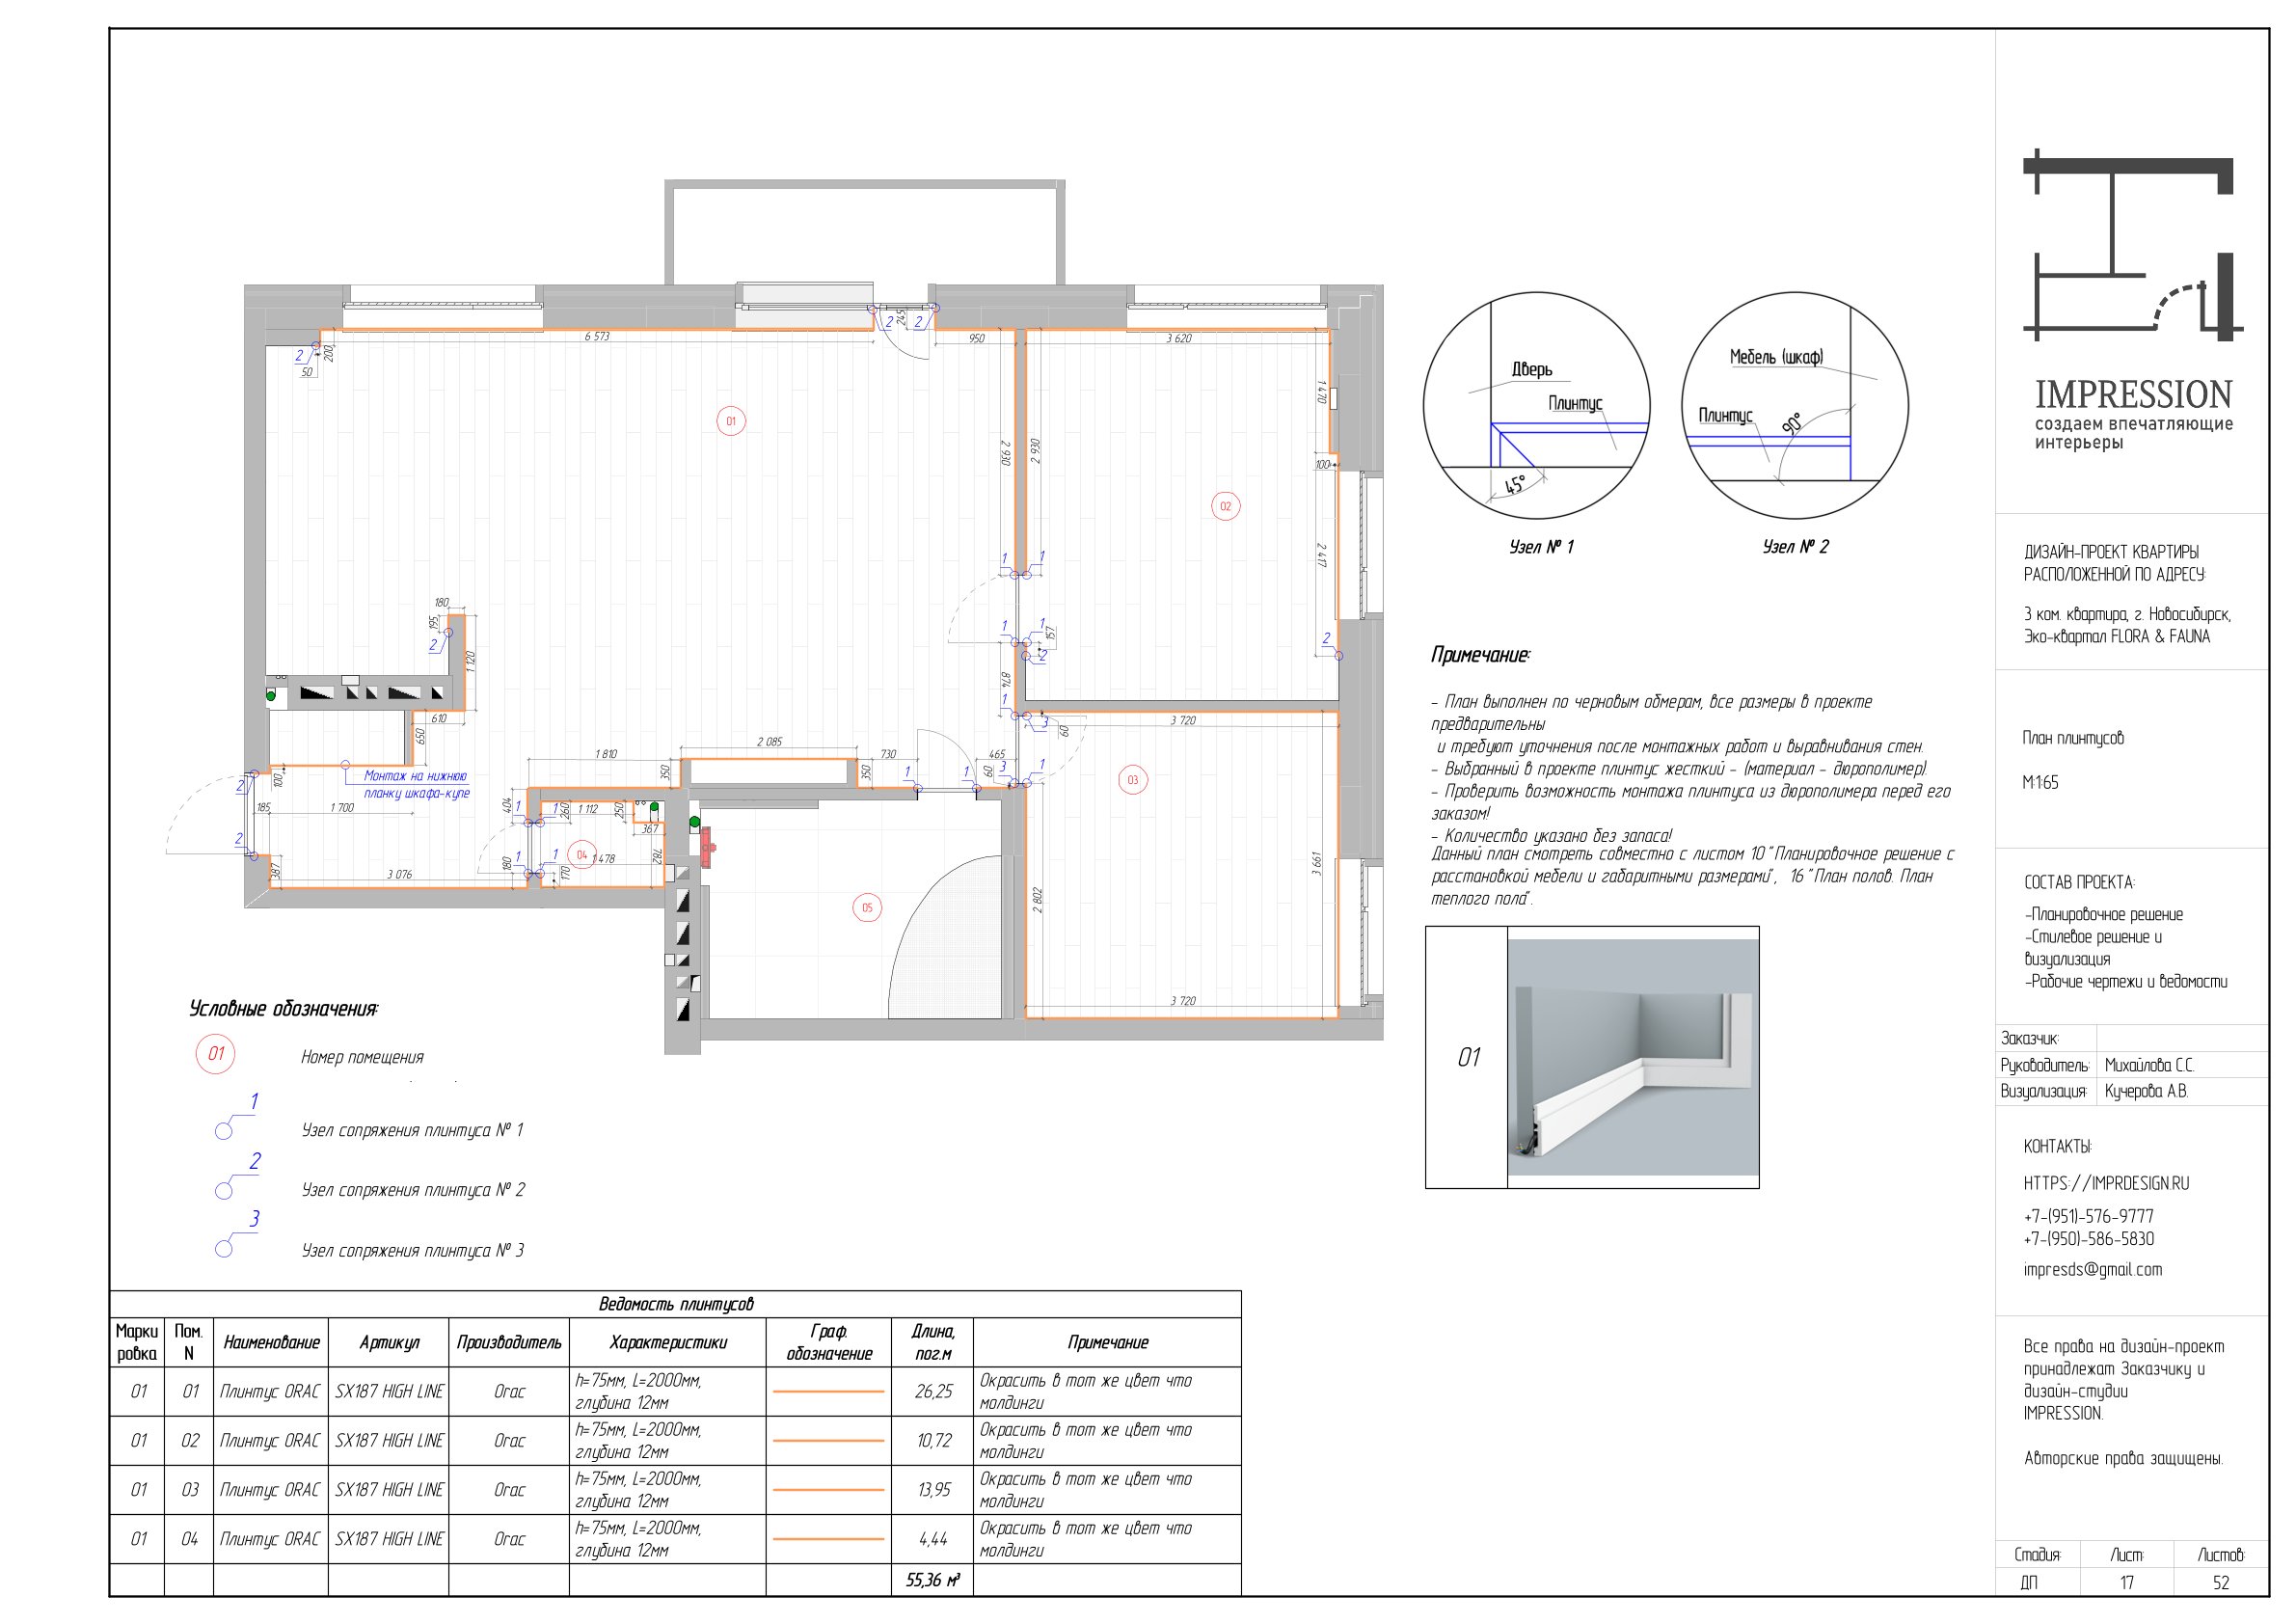 6 573
950
3 620
200
50
245
2
2
2
01
2 930
2 930
1 470
100
02
2 417
1
1
1
1
157
2
2
180
195
2
1 120
874
1
3
60
3 720
610
650
Монтаж на нижнюю
планку шкафа-купе
100
2
185
1 700
2
387
3 076
1 810
2 085
730
465
350
350
1
1
3
60
1
404
1
1
260
1 112
250
367
04
1 478
782
1
1
180
170
03
05
2 802
3 661
3 720
Дверь
Плинтус
45°
Узел № 1
Мебель (шкаф)
Плинтус
90°
Узел № 2
Примечание:
- План выполнен по черновым обмерам, все размеры в проекте
предварительны
и требуют уточнения после монтажных работ и выравнивания стен.
- Выбранный в проекте плинтус жесткий - (материал - дюрополимер).
- Проверить возможность монтажа плинтуса из дюрополимера перед его
заказом!
- Количество указано без запаса!
Данный план смотреть совместно с листом 10 "Планировочное решение с
расстановкой мебели и габаритными размерами", 16 "План полов. План
теплого пола".
01
Условные обозначения:
01
Номер помещения
1
Узел сопряжения плинтуса № 1
2
Узел сопряжения плинтуса № 2
3
Узел сопряжения плинтуса № 3
Ведомость плинтусов
Марки
ровка
Пом.
N
Наименование
Артикул
Производитель
Характеристики
Граф.
обозначение
Длина,
пог.м
Примечание
01 01 Плинтус ORAC SX187 HIGH LINE Orac h=75мм, L=2000мм, 26,25 Окрасить в тот же цвет что
глубина 12мм молдинги
01 02 Плинтус ORAC SX187 HIGH LINE Orac h=75мм, L=2000мм, 10,72 Окрасить в тот же цвет что
глубина 12мм молдинги
01 03 Плинтус ORAC SX187 HIGH LINE Orac h=75мм, L=2000мм, 13,95 Окрасить в тот же цвет что
глубина 12мм молдинги
01 04 Плинтус ORAC SX187 HIGH LINE Orac h=75мм, L=2000мм, 4,44 Окрасить в тот же цвет что
глубина 12мм молдинги
55,36 м³
IMPRESSION
создаем впечатляющие
интерьеры
ДИЗАЙН-ПРОЕКТ КВАРТИРЫ
РАСПОЛОЖЕННОЙ ПО АДРЕСУ:
3 ком. квартира, г. Новосибирск,
Эко-квартал FLORA & FAUNA
План плинтусов
М:1:65
СОСТАВ ПРОЕКТА:
-Планировочное решение
-Стилевое решение и
визуализация
-Рабочие чертежи и ведомости
Заказчик:
Руководитель: Михайлова С.С.
Визуализация: Кучерова А.В.
КОНТАКТЫ:
HTTPS://IMPRDESIGN.RU
+7-(951)-576-9777
+7-(950)-586-5830
impresds@gmail.com
Все права на дизайн-проект
принадлежат Заказчику и
дизайн-студии
IMPRESSION.
Авторские права защищены.
Стадия: Лист: Листов:
ДП 17 52